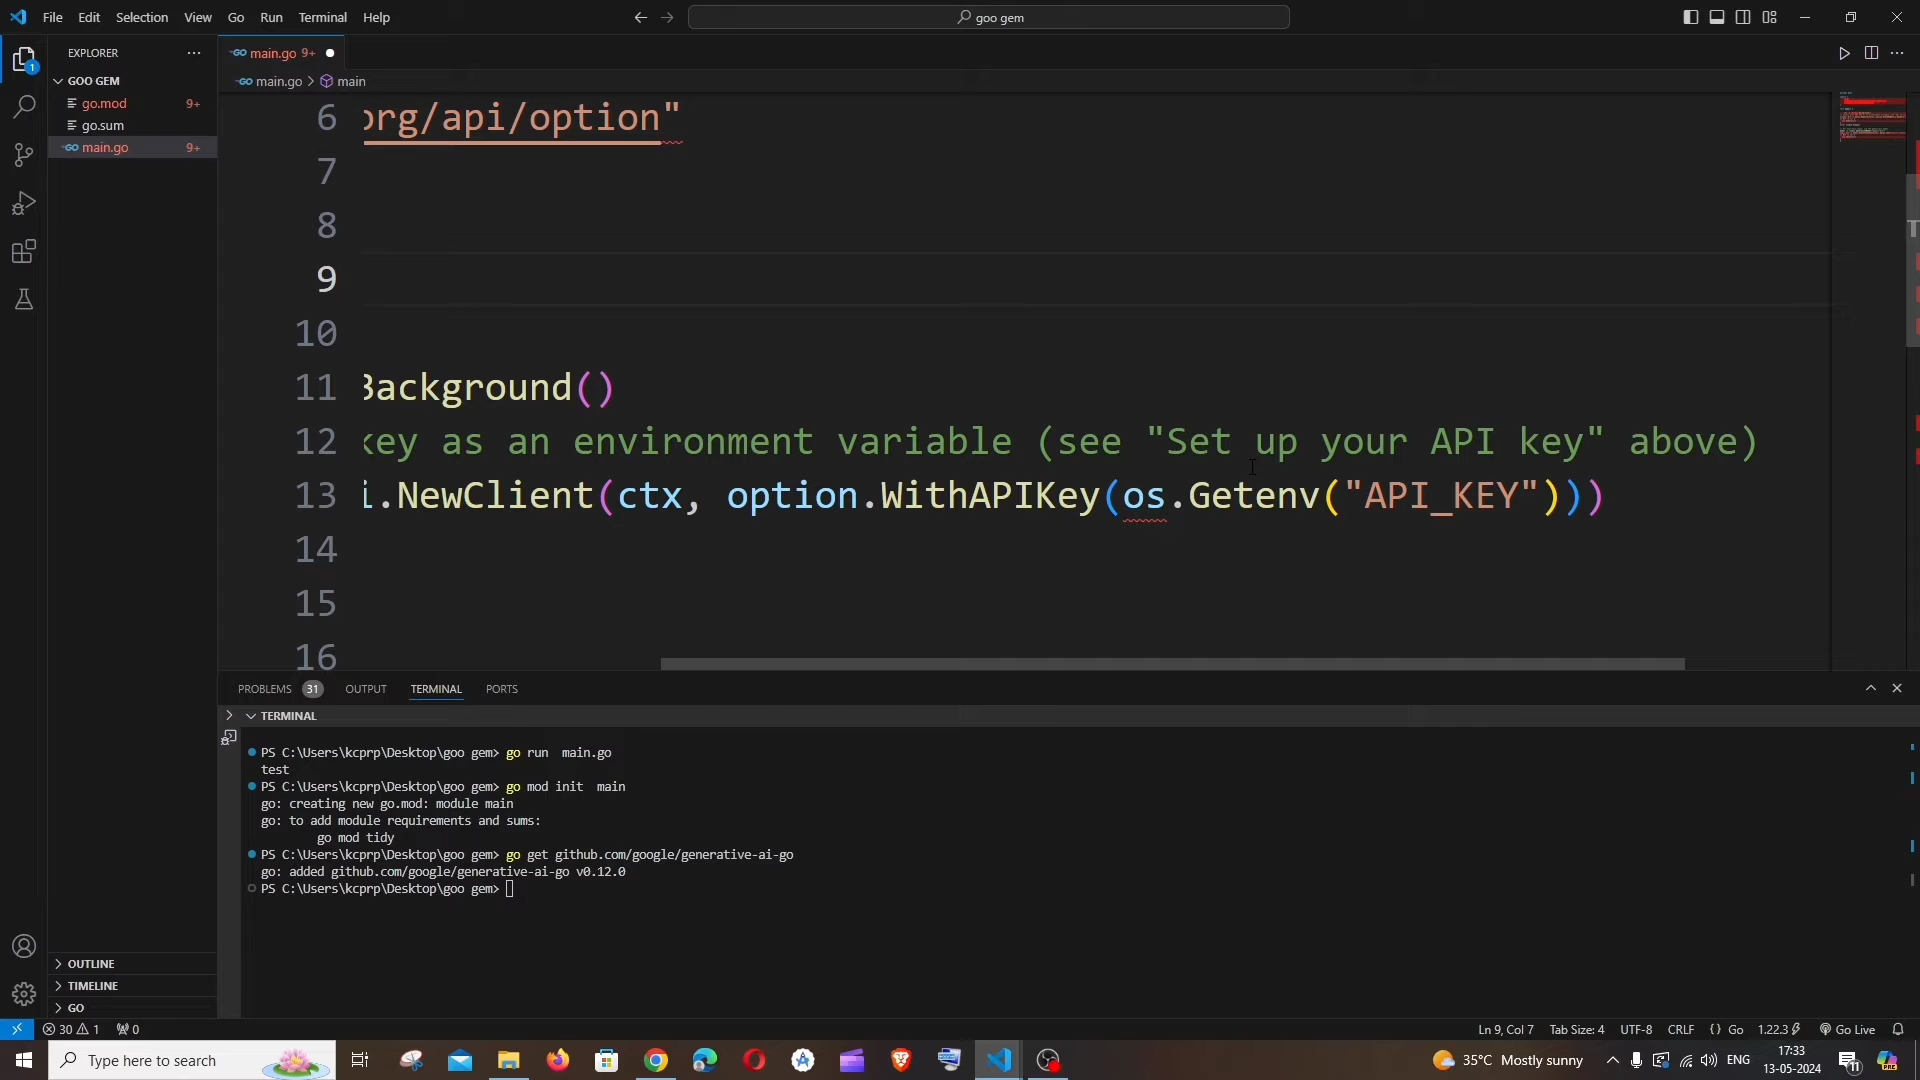 File Edit Selection View Go Run Terminal Help
goo gem
EXPLORER
GOO GEM
go.mod 9+
go.sum
main.go 9+
1
OUTLINE
TIMELINE
GO
main.go 9+
main.go > main
6 org/api/option"
7
8
9
10
11 Background()
12 key as an environment variable (see "Set up your API key" above)
13 i.NewClient(ctx, option.WithAPIKey(os.Getenv("API_KEY")))
14
15
16
PROBLEMS 31 OUTPUT TERMINAL PORTS
TERMINAL
PS C:\Users\kcprp\Desktop\goo gem> go run  main.go
test
PS C:\Users\kcprp\Desktop\goo gem> go mod init  main
go: creating new go.mod: module main
go: to add module requirements and sums:
go mod tidy
PS C:\Users\kcprp\Desktop\goo gem> go get github.com/google/generative-ai-go
go: added github.com/google/generative-ai-go v0.12.0
PS C:\Users\kcprp\Desktop\goo gem>
30 1 0
Ln 9, Col 7 Tab Size: 4 UTF-8 CRLF {} Go 1.22.3 Go Live
Type here to search
35°C Mostly sunny
ENG
17:33
13-05-2024
11
PRE